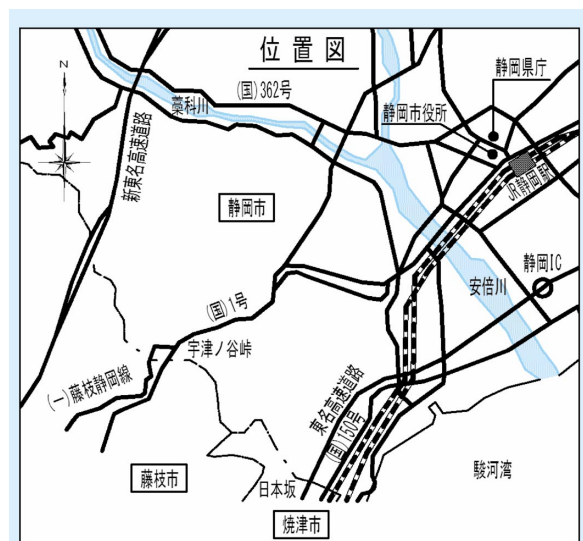 位置図
静岡県庁
(国)362号
Z
藁科川
静岡市役所
新東名高速道路
JR静岡駅
静岡市
静岡IC
安倍川
(国)1号
宇津ノ谷峠
(一)藤枝静岡線
東名高速道路
(国)150号
駿河湾
藤枝市
日本坂
焼津市